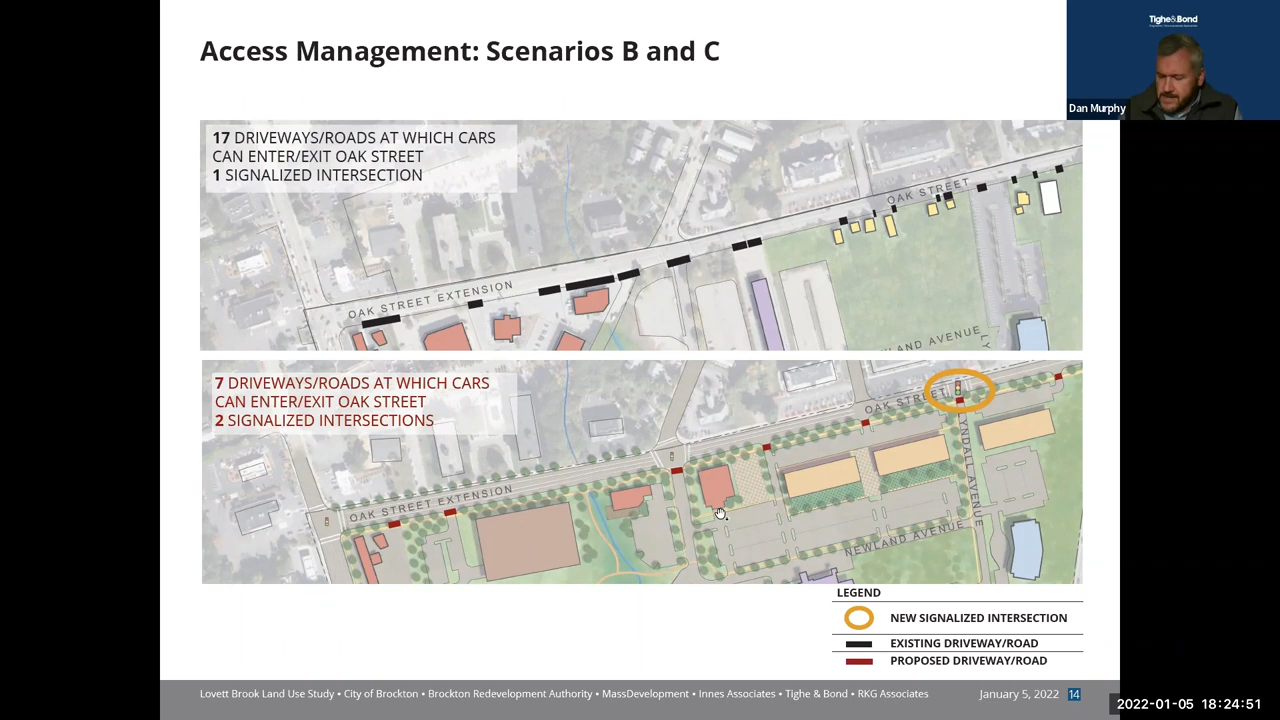 Access Management: Scenarios B and C
Tighe&Bond
Dan Murphy
17 DRIVEWAYS/ROADS AT WHICH CARS
CAN ENTER/EXIT OAK STREET
1 SIGNALIZED INTERSECTION
OAK STREET
OAK STREET EXTENSION
LAND AVENUE
LY
7 DRIVEWAYS/ROADS AT WHICH CARS
CAN ENTER/EXIT OAK STREET
2 SIGNALIZED INTERSECTIONS
OAK STREET
OAK STREET EXTENSION
LYNDALL AVENUE
NEWLAND AVENUE
LEGEND
NEW SIGNALIZED INTERSECTION
EXISTING DRIVEWAY/ROAD
PROPOSED DRIVEWAY/ROAD
Lovett Brook Land Use Study • City of Brockton • Brockton Redevelopment Authority • MassDevelopment • Innes Associates • Tighe & Bond • RKG Associates
January 5, 2022 14
2022-01-05 18:24:51